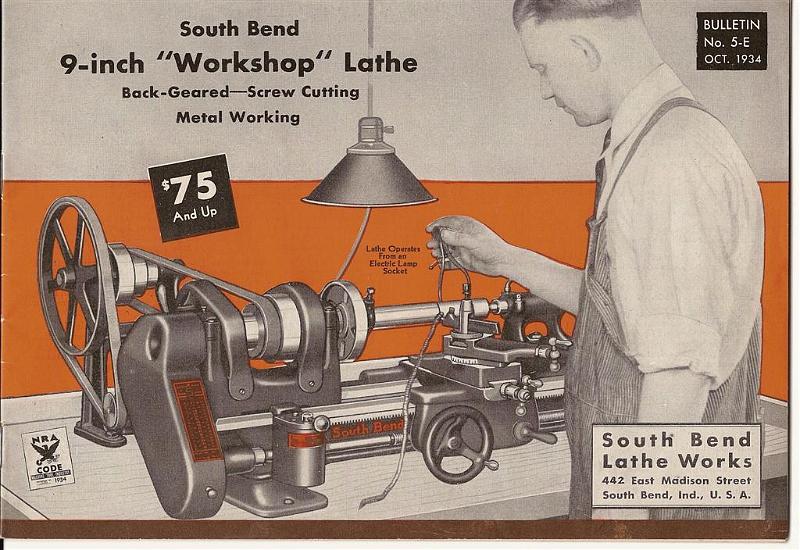 South Bend
9-inch "Workshop" Lathe
Back-Geared—Screw Cutting
Metal Working
BULLETIN
No. 5-E
OCT. 1934
$75
And Up
Lathe Operates
From an
Electric Lamp
Socket
South Bend
NRA
CODE
1934
South Bend
Lathe Works
442 East Madison Street
South Bend, Ind., U. S. A.